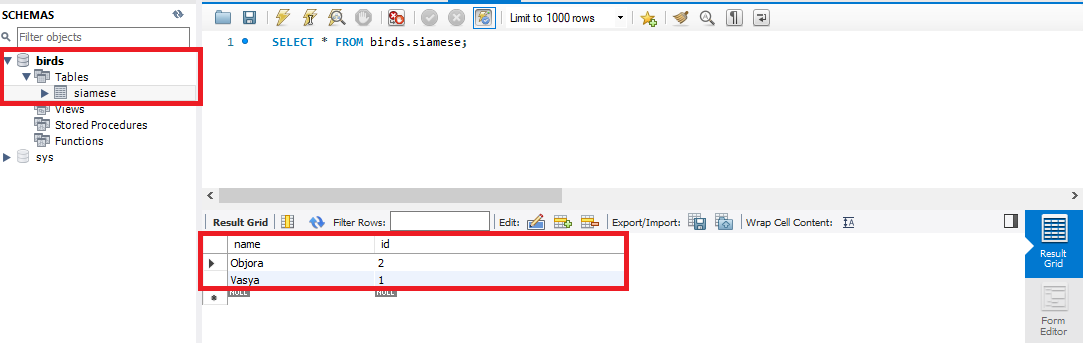 SCHEMAS
Filter objects
birds
Tables
siamese
Views
Stored Procedures
Functions
sys
Limit to 1000 rows
1 SELECT * FROM birds.siamese;
Result Grid Filter Rows: Edit: Export/Import: Wrap Cell Content:
name id
Objora 2
Vasya 1
NULL NULL
Result
Grid
Form
Editor